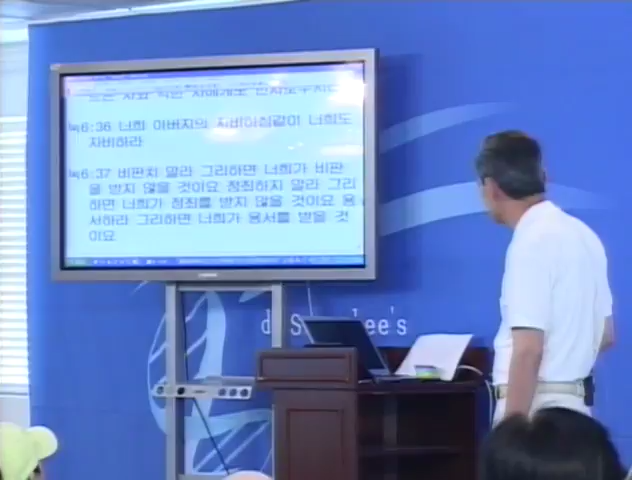 눅6:36 너희 아버지의 자비하심같이 너희도
자비하라
눅6:37 비판치 말라 그리하면 너희가 비판
을 받지 않을 것이요 정죄하지 말라 그리
하면 너희가 정죄를 받지 않을 것이요 용
서하라 그리하면 너희가 용서를 받을 것
이요